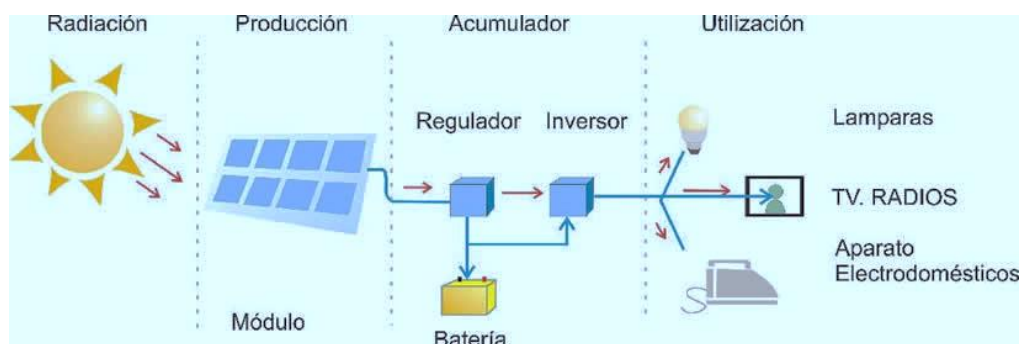 Radiación
Producción
Acumulador
Utilización
Regulador
Inversor
Lamparas
TV. RADIOS
Aparato
Electrodomésticos
Módulo
Batería